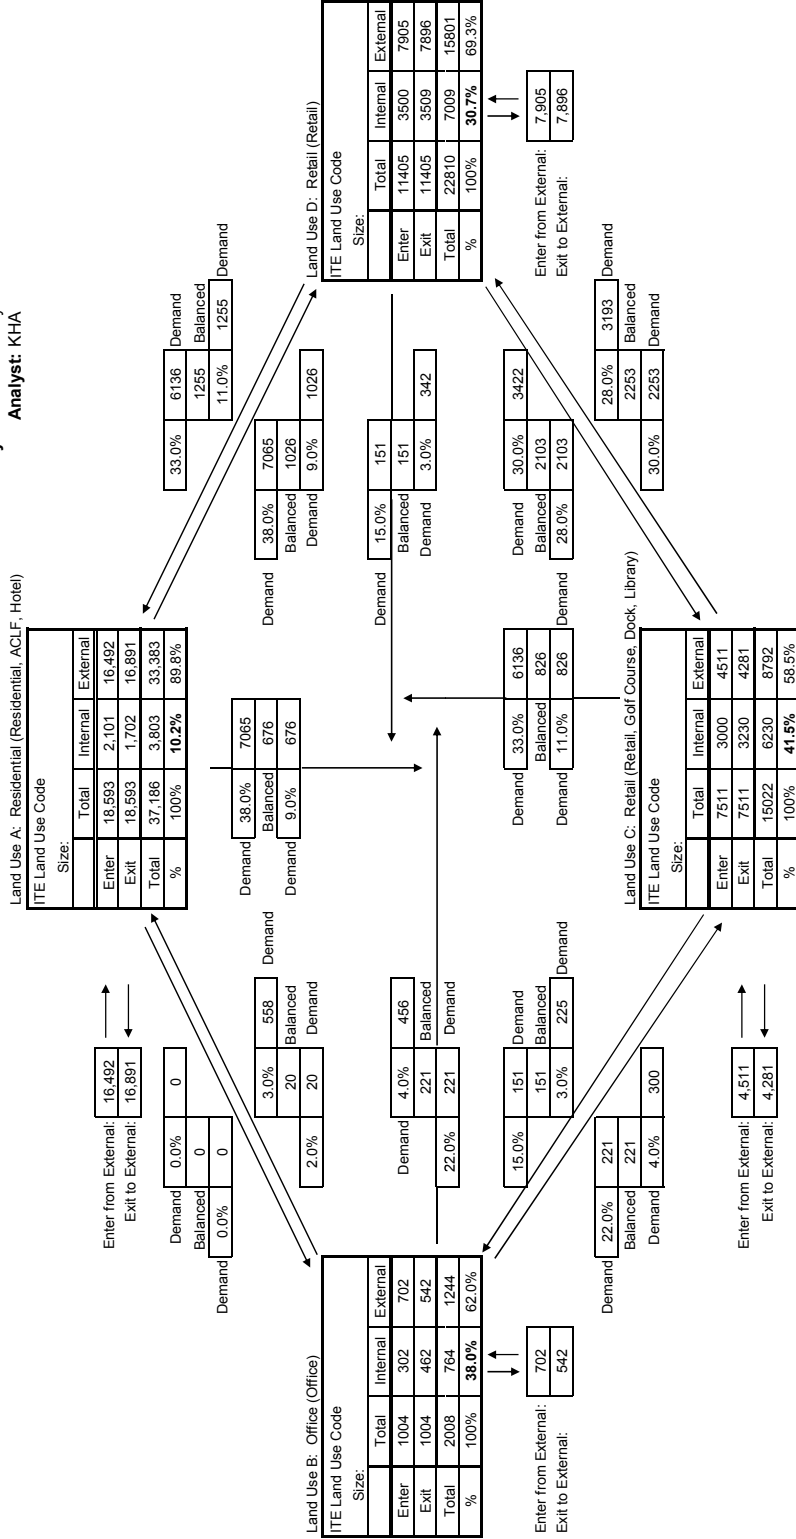 Analyst: KHA
Land Use A: Residential (Residential, ACLF, Hotel)
ITE Land Use Code
Size:
Total Internal External
Enter 18,593 2,101 16,492
Exit 18,593 1,702 16,891
Total 37,186 3,803 33,383
% 100% 10.2% 89.8%
Enter from External: 16,492
Exit to External: 16,891
Demand 0.0% 0
Balanced 0
Demand 0.0% 0
3.0% 558 Demand
20 Balanced
2.0% 20 Demand
Demand 38.0% 7065
Balanced 676
Demand 9.0% 676
33.0% 6136 Demand
1255 Balanced
11.0% 1255 Demand
Demand 38.0% 7065
Balanced 1026
Demand 9.0% 1026
Land Use B: Office (Office)
ITE Land Use Code
Size:
Total Internal External
Enter 1004 302 702
Exit 1004 462 542
Total 2008 764 1244
% 100% 38.0% 62.0%
Enter from External: 702
Exit to External: 542
Demand 4.0% 456
221 Balanced
22.0% 221 Demand
Demand 15.0% 151
Balanced 151
Demand 3.0% 342
Land Use D: Retail (Retail)
ITE Land Use Code
Size:
Total Internal External
Enter 11405 3500 7905
Exit 11405 3509 7896
Total 22810 7009 15801
% 100% 30.7% 69.3%
Enter from External: 7,905
Exit to External: 7,896
15.0% 151 Demand
151 Balanced
3.0% 225 Demand
Demand 22.0% 221
Balanced 221
Demand 4.0% 300
Demand 33.0% 6136
Balanced 826
Demand 11.0% 826
Demand 30.0% 3422
Balanced 2103
Demand 28.0% 2103
28.0% 3193 Demand
2253 Balanced
30.0% 2253 Demand
Land Use C: Retail (Retail, Golf Course, Dock, Library)
ITE Land Use Code
Size:
Total Internal External
Enter 7511 3000 4511
Exit 7511 3230 4281
Total 15022 6230 8792
% 100% 41.5% 58.5%
Enter from External: 4,511
Exit to External: 4,281